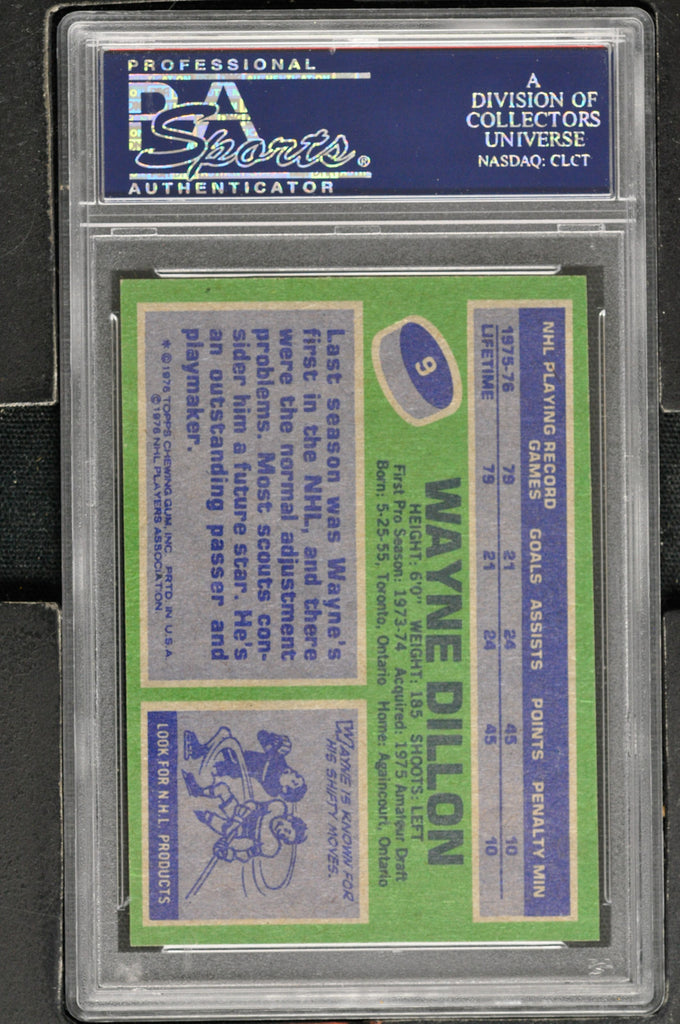 PROFESSIONAL
PSA
Sports®
AUTHENTICATOR
A
DIVISION OF
COLLECTORS
UNIVERSE
NASDAQ: CLCT
NHL PLAYING RECORD
GAMES GOALS ASSISTS POINTS PENALTY MIN
1975-76 79 21 24 45 10
LIFETIME 79 21 24 45 10
9
WAYNE DILLON
HEIGHT: 6'0" WEIGHT: 185 SHOOTS: LEFT
First Pro Season: 1973-74 Acquired: 1975 Amateur Draft
Born: 5-25-55, Toronto, Ontario Home: Againcourt, Ontario
Last season was Wayne's
first in the NHL, and there
were the normal adjustment
problems. Most scouts con-
sider him a future star. He's
an outstanding passer and
playmaker.
* © 1976 TOPPS CHEWING GUM, INC. PRTD. IN U.S.A.
© 1976 NHL PLAYERS ASSOCIATION.
WAYNE IS KNOWN FOR
HIS SHIFTY MOVES.
LOOK FOR N.H.L. PRODUCTS